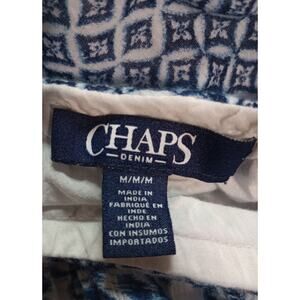 CHAPS
DENIM
M/M/M
MADE IN
INDIA
FABRIQUÉ EN
INDE
HECHO EN
INDIA
CON INSUMOS
IMPORTADOS